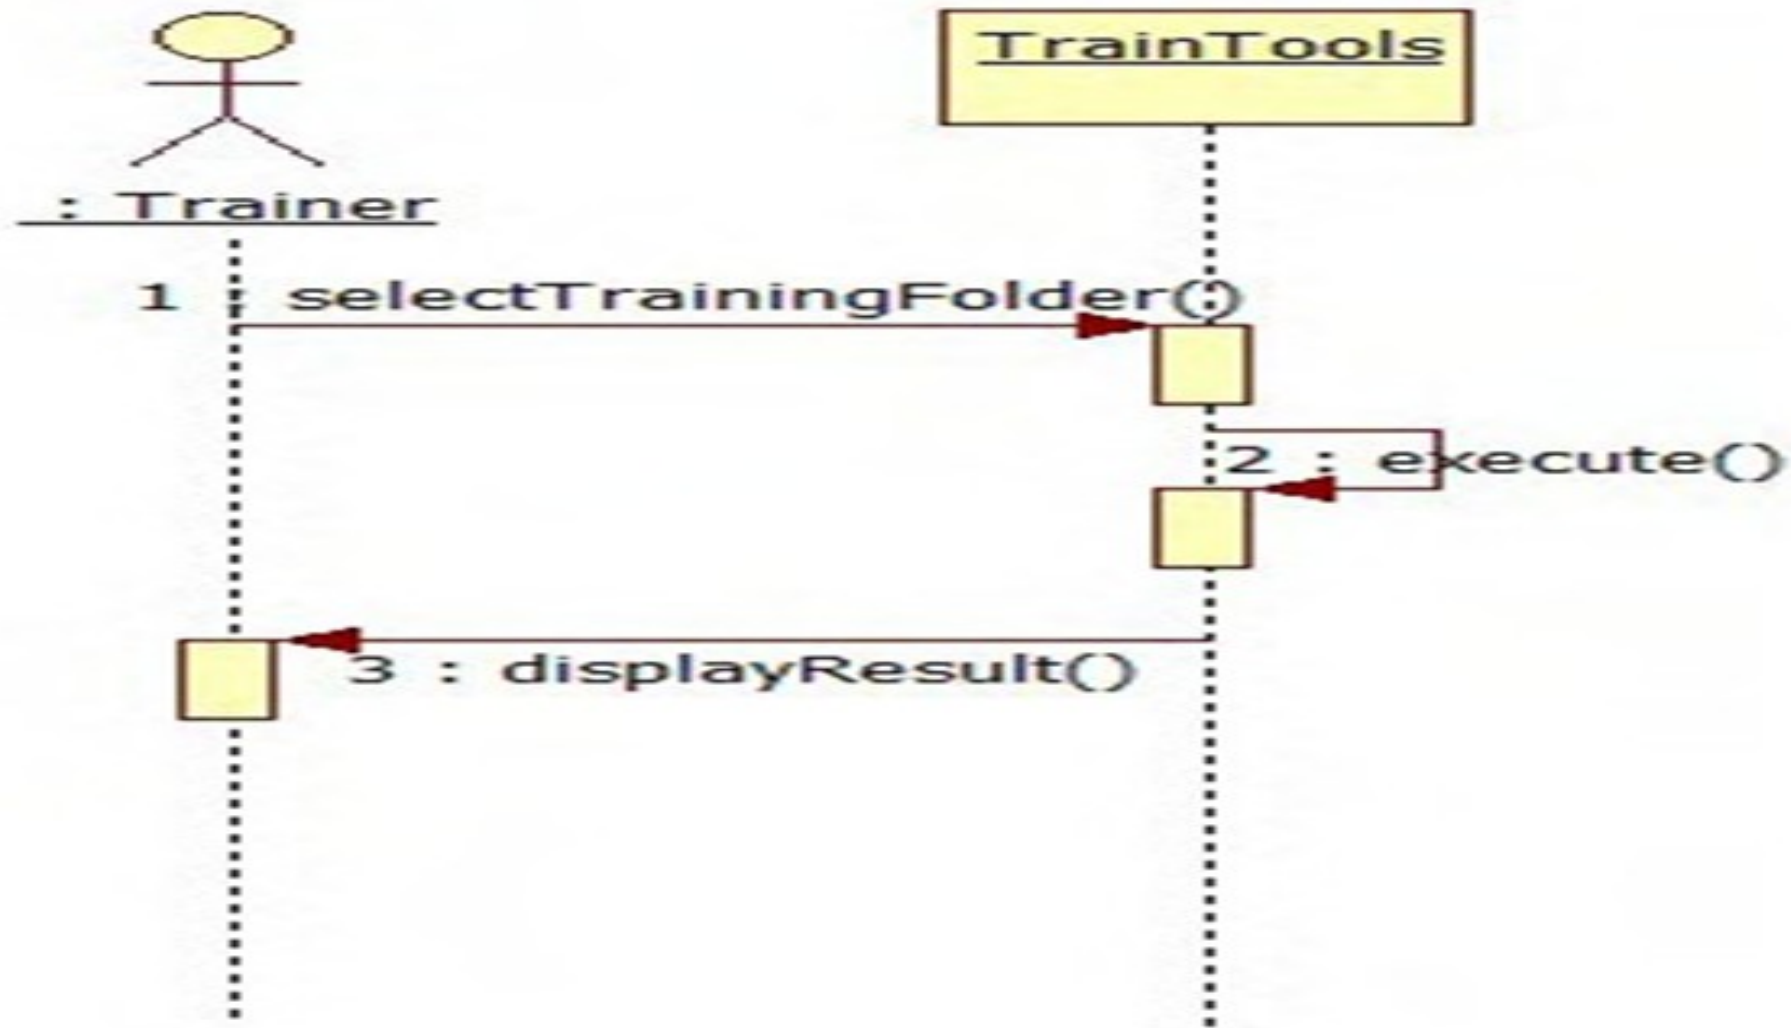 TrainTools
: Trainer
1 : selectTrainingFolder()
2 : execute()
3 : displayResult()